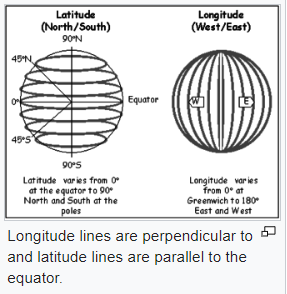 Latitude
(North/South)
90°N
45°N
0°
Equator
45°S
90°S
Latitude varies from 0°
at the equator to 90°
North and South at the
poles
Longitude
(West/East)
W
E
Longitude varies
from 0° at
Greenwich to 180°
East and West
Longitude lines are perpendicular to
and latitude lines are parallel to the
equator.